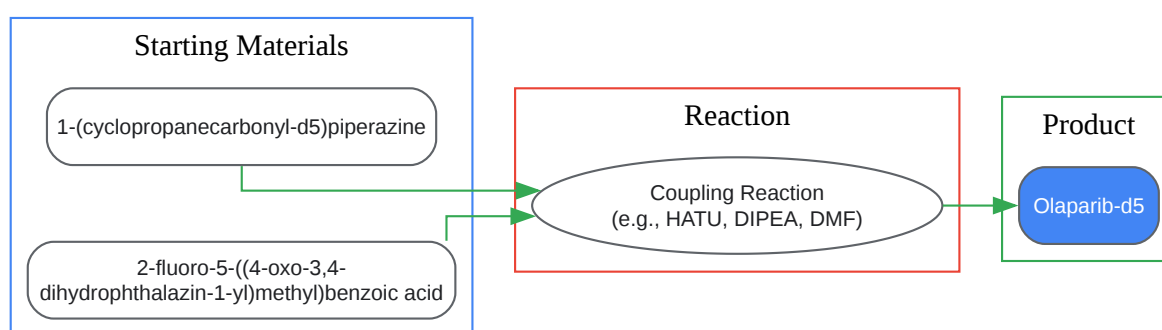 Starting Materials
1-(cyclopropanecarbonyl-d5)piperazine
2-fluoro-5-((4-oxo-3,4-
dihydrophthalazin-1-yl)methyl)benzoic acid
Reaction
Coupling Reaction
(e.g., HATU, DIPEA, DMF)
Product
Olaparib-d5